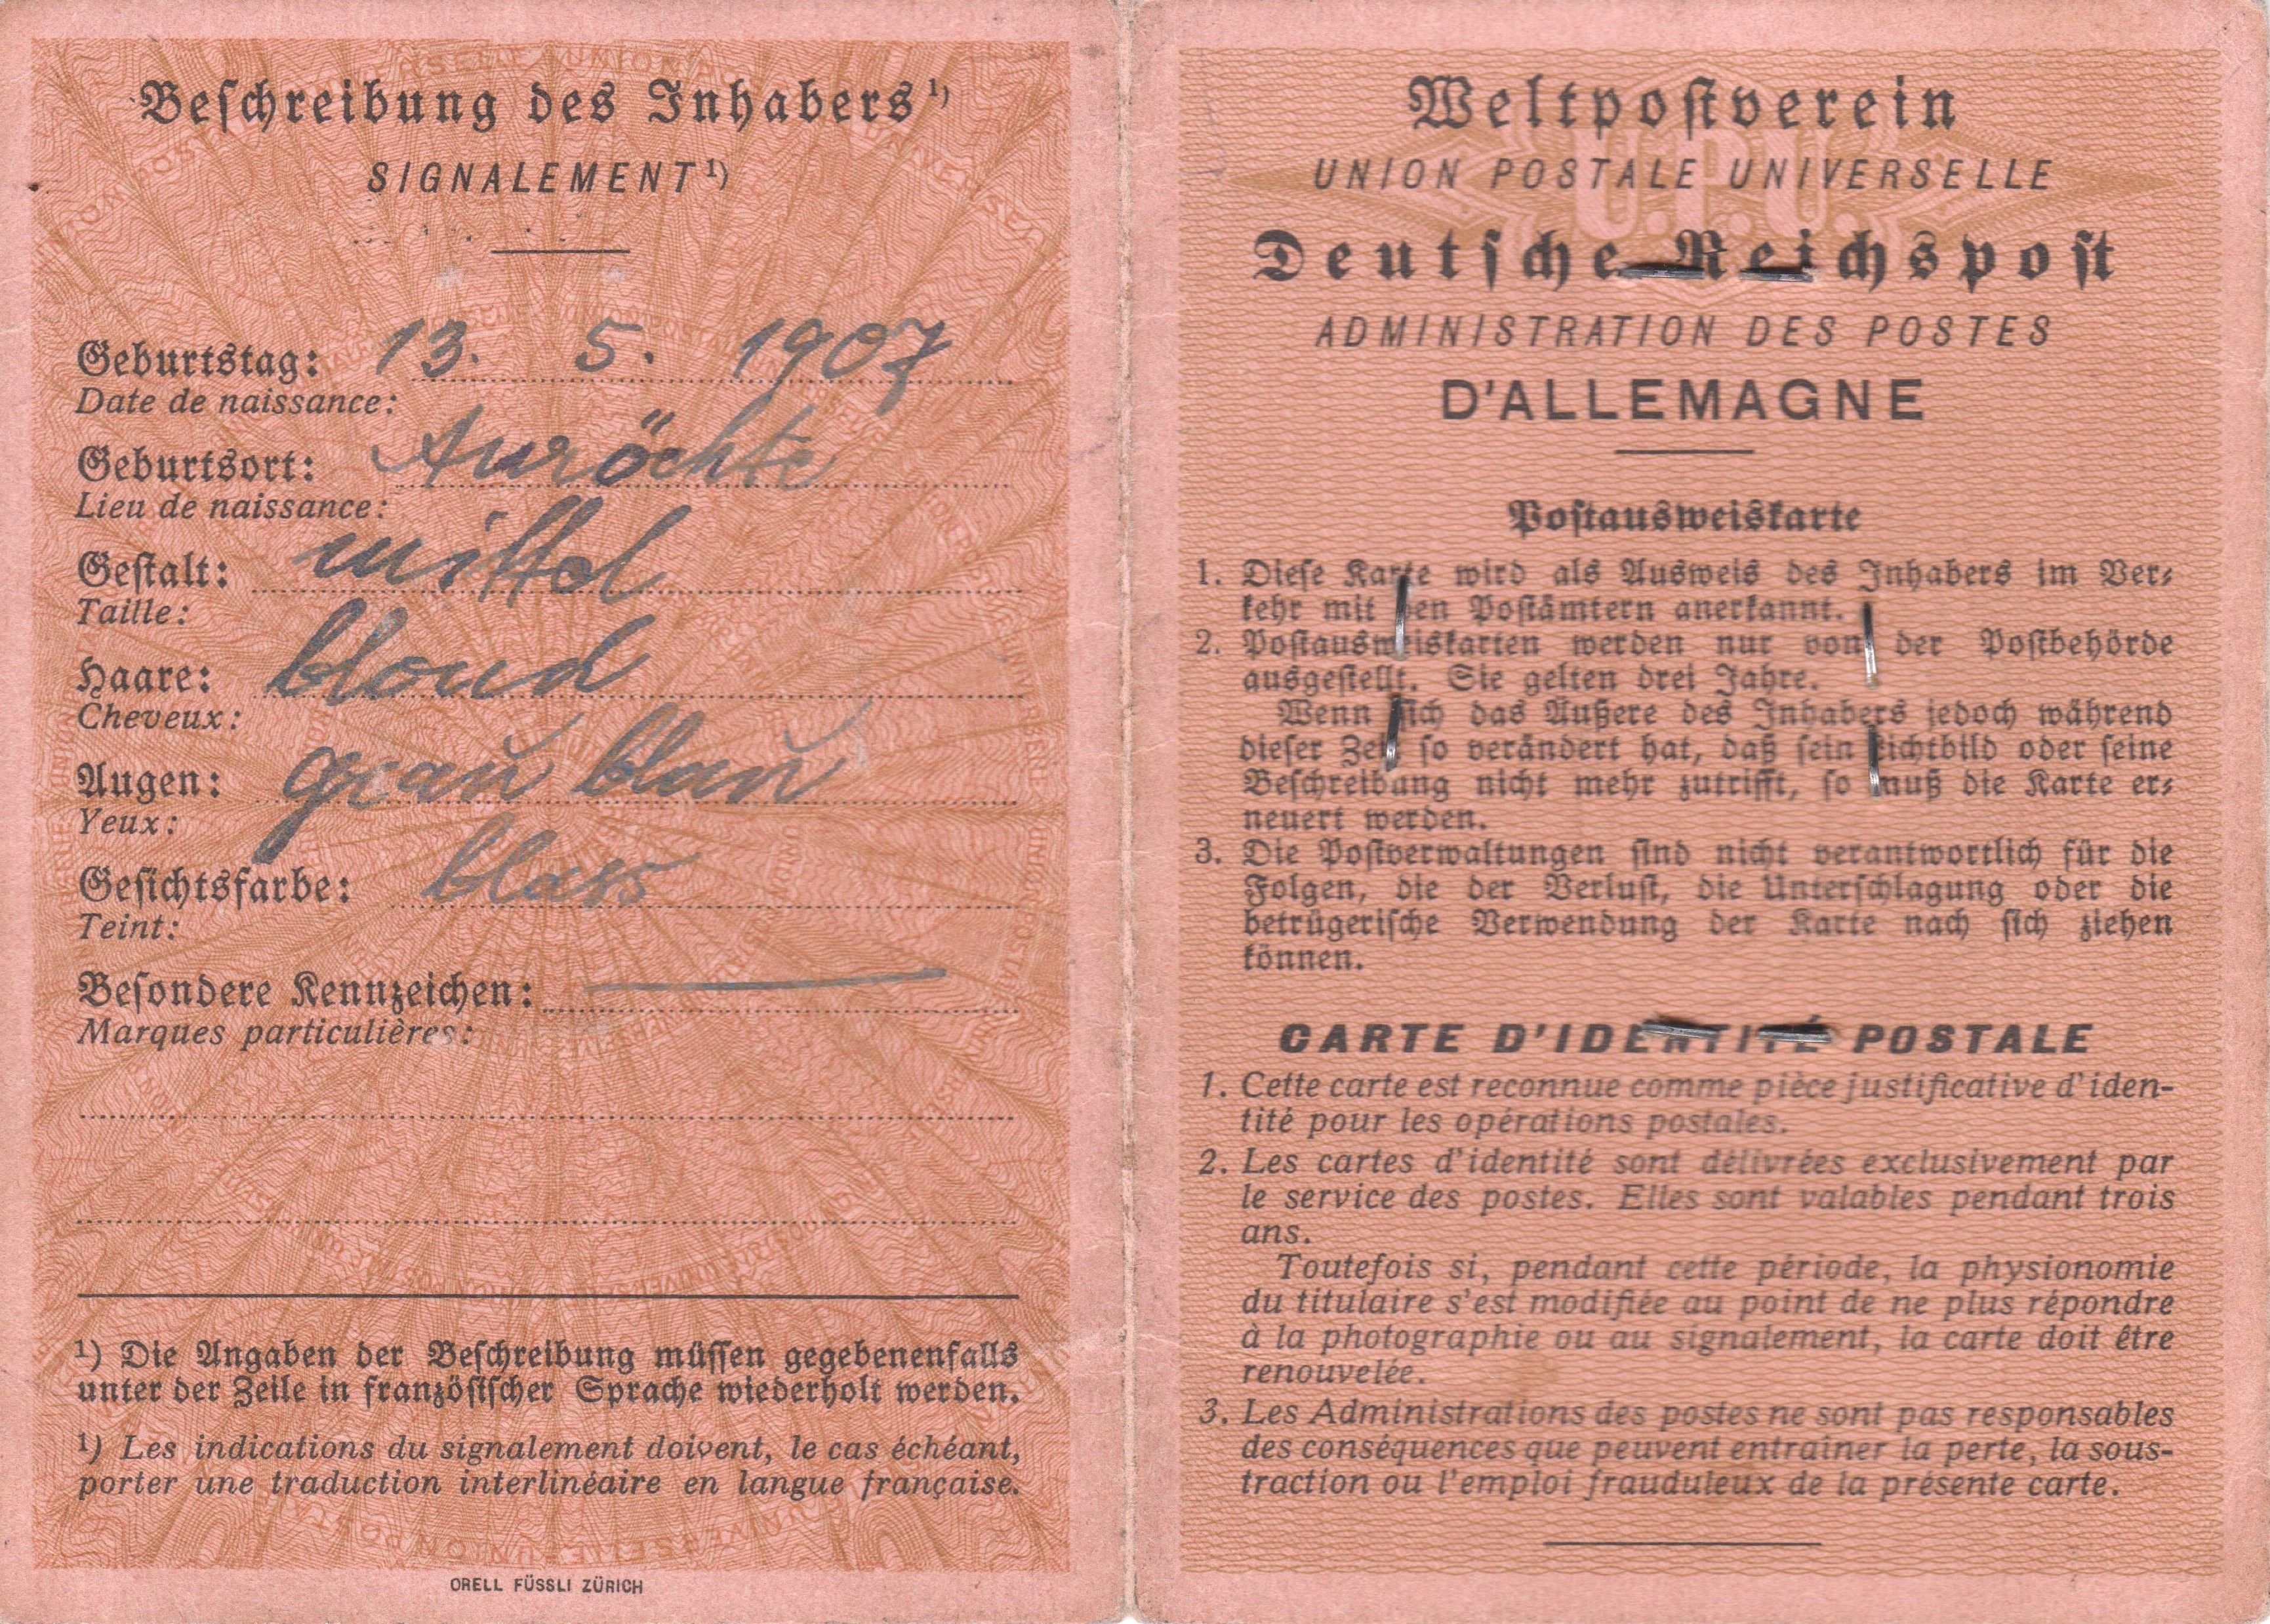 Beschreibung des Inhabers¹)
SIGNALEMENT¹)
Geburtstag: 13. 5. 1907
Date de naissance:
Geburtsort: Anröchte
Lieu de naissance:
Gestalt: mittel
Taille:
Haare: blond
Cheveux:
Augen: grau blau
Yeux:
Gesichtsfarbe: blass
Teint:
Besondere Kennzeichen: —
Marques particulières:
¹) Die Angaben der Beschreibung müssen gegebenenfalls
unter der Zeile in französischer Sprache wiederholt werden.
¹) Les indications du signalement doivent, le cas échéant,
porter une traduction interlinéaire en langue française.
ORELL FÜSSLI ZÜRICH
Weltpostverein
UNION POSTALE UNIVERSELLE
U.P.U.
Deutsche Reichspost
ADMINISTRATION DES POSTES
D'ALLEMAGNE
Postausweiskarte
1. Diese Karte wird als Ausweis des Inhabers im Ver-
kehr mit den Postämtern anerkannt.
2. Postausweiskarten werden nur von der Postbehörde
ausgestellt. Sie gelten drei Jahre.
Wenn sich das Äußere des Inhabers jedoch während
dieser Zeit so verändert hat, daß sein Lichtbild oder seine
Beschreibung nicht mehr zutrifft, so muß die Karte er-
neuert werden.
3. Die Postverwaltungen sind nicht verantwortlich für die
Folgen, die der Verlust, die Unterschlagung oder die
betrügerische Verwendung der Karte nach sich ziehen
können.
CARTE D'IDENTITÉ POSTALE
1. Cette carte est reconnue comme pièce justificative d'iden-
tité pour les opérations postales.
2. Les cartes d'identité sont délivrées exclusivement par
le service des postes. Elles sont valables pendant trois
ans.
Toutefois si, pendant cette période, la physionomie
du titulaire s'est modifiée au point de ne plus répondre
à la photographie ou au signalement, la carte doit être
renouvelée.
3. Les Administrations des postes ne sont pas responsables
des conséquences que peuvent entraîner la perte, la sous-
traction ou l'emploi frauduleux de la présente carte.